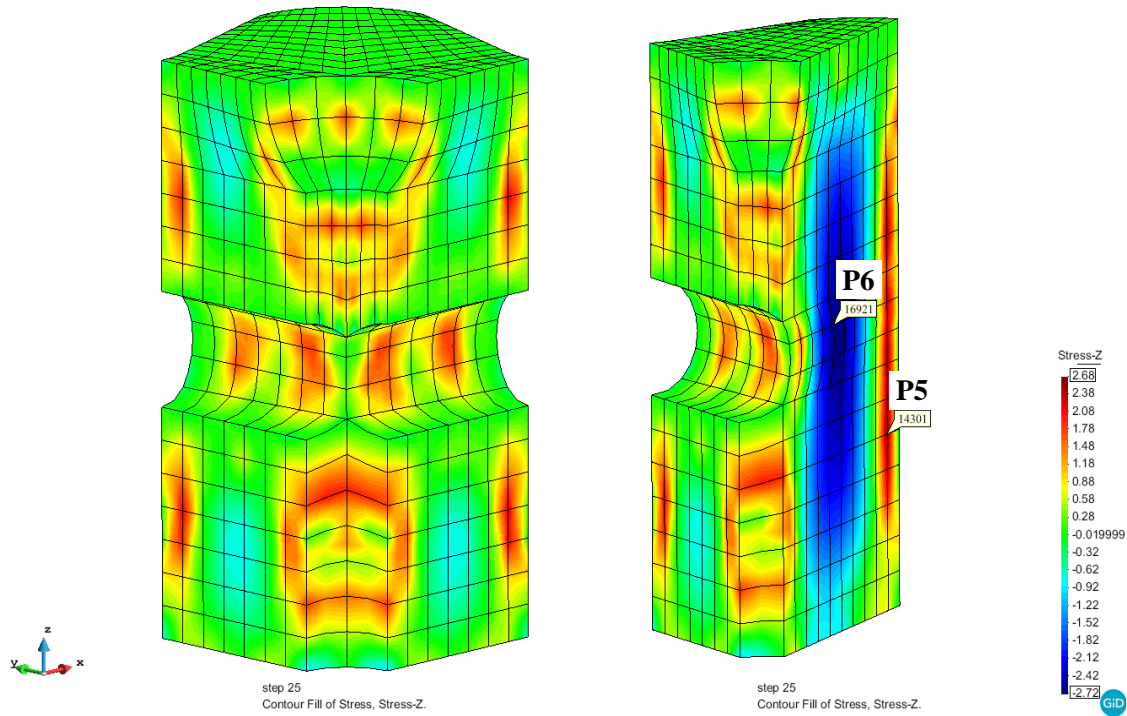 P6
16921
P5
14301
Stress-Z
2.68
2.38
2.08
1.78
1.48
1.18
0.88
0.58
0.28
-0.019999
-0.32
-0.62
-0.92
-1.22
-1.52
-1.82
-2.12
-2.42
-2.72
GiD
z
y
x
step 25
Contour Fill of Stress, Stress-Z.
step 25
Contour Fill of Stress, Stress-Z.